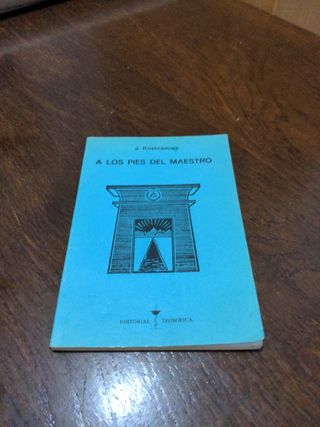 J. Krishnamurti
A LOS PIES DEL MAESTRO
EDITORIAL TEOSOFICA